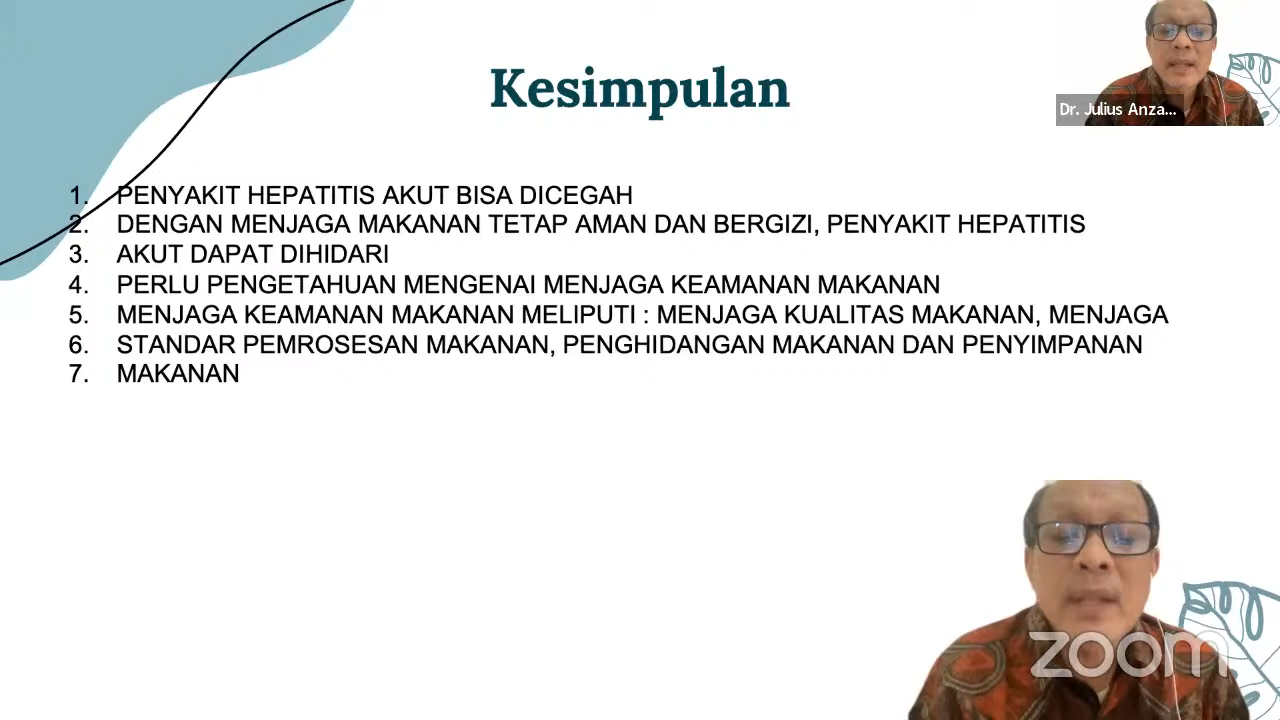 Kesimpulan
Dr. Julius Anza...
1. PENYAKIT HEPATITIS AKUT BISA DICEGAH
2. DENGAN MENJAGA MAKANAN TETAP AMAN DAN BERGIZI, PENYAKIT HEPATITIS
3. AKUT DAPAT DIHIDARI
4. PERLU PENGETAHUAN MENGENAI MENJAGA KEAMANAN MAKANAN
5. MENJAGA KEAMANAN MAKANAN MELIPUTI : MENJAGA KUALITAS MAKANAN, MENJAGA
6. STANDAR PEMROSESAN MAKANAN, PENGHIDANGAN MAKANAN DAN PENYIMPANAN
7. MAKANAN
zoom